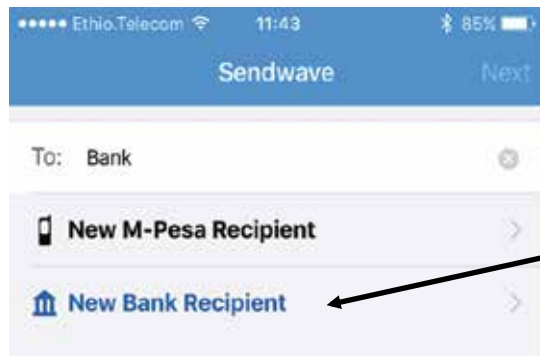 Ethio.Telecom 11:43 85%
Sendwave Next
To: Bank
New M-Pesa Recipient
New Bank Recipient